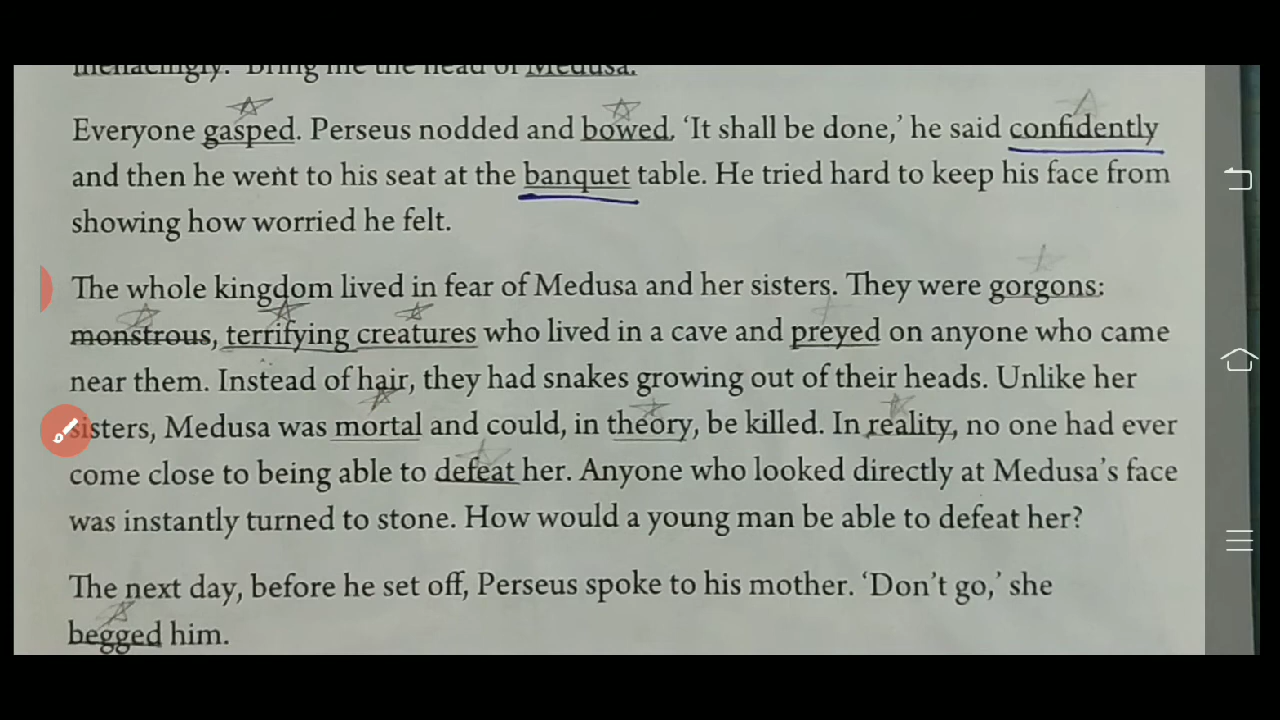 menacingly. 'Bring me the head of Medusa.
Everyone gasped. Perseus nodded and bowed. ‘It shall be done,’ he said confidently
and then he went to his seat at the banquet table. He tried hard to keep his face from
showing how worried he felt.
The whole kingdom lived in fear of Medusa and her sisters. They were gorgons:
monstrous, terrifying creatures who lived in a cave and preyed on anyone who came
near them. Instead of hair, they had snakes growing out of their heads. Unlike her
sisters, Medusa was mortal and could, in theory, be killed. In reality, no one had ever
come close to being able to defeat her. Anyone who looked directly at Medusa’s face
was instantly turned to stone. How would a young man be able to defeat her?
The next day, before he set off, Perseus spoke to his mother. ‘Don’t go,’ she
begged him.